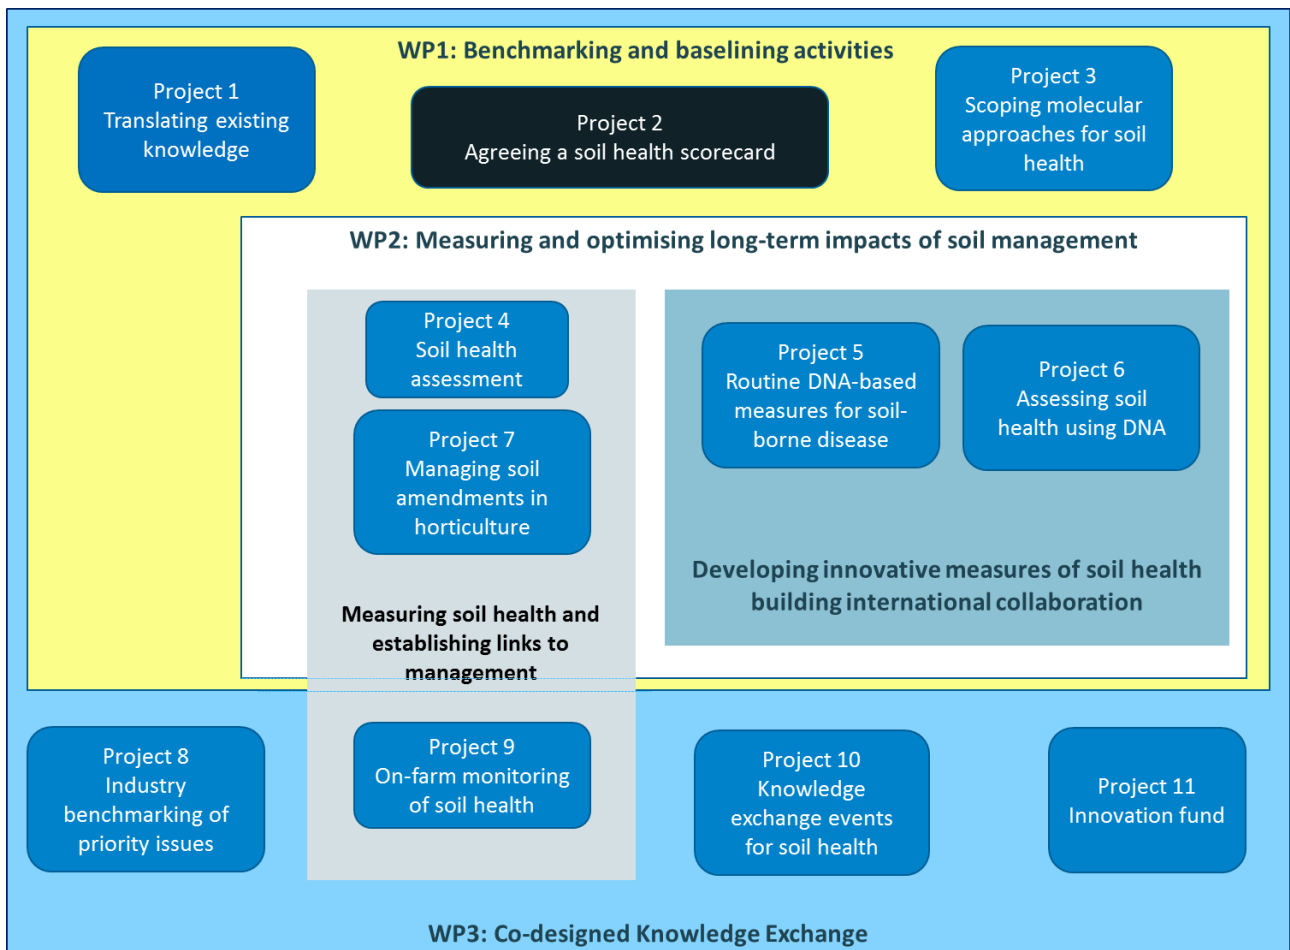 WP1: Benchmarking and baselining activities
Project 1
Translating existing
knowledge
Project 2
Agreeing a soil health scorecard
Project 3
Scoping molecular
approaches for soil
health
WP2: Measuring and optimising long-term impacts of soil management
Project 4
Soil health
assessment
Project 7
Managing soil
amendments in
horticulture
Measuring soil health and
establishing links to
management
Project 5
Routine DNA-based
measures for soil-
borne disease
Project 6
Assessing soil
health using DNA
Developing innovative measures of soil health
building international collaboration
Project 8
Industry
benchmarking of
priority issues
Project 9
On-farm monitoring
of soil health
Project 10
Knowledge
exchange events
for soil health
Project 11
Innovation fund
WP3: Co-designed Knowledge Exchange